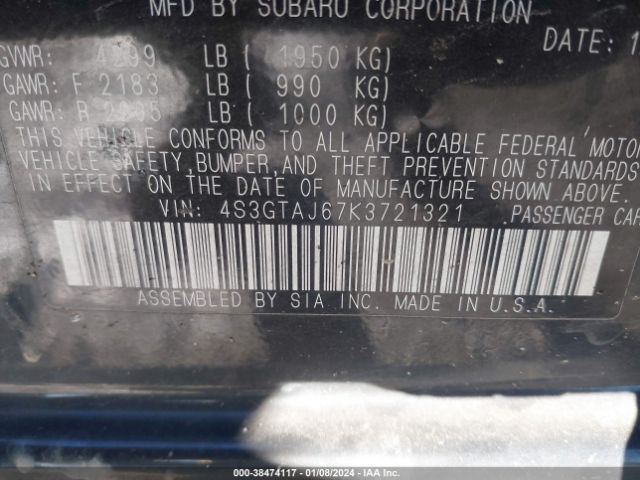 MFD BY SUBARU CORPORATION
DATE: 1
GVWR: 4299 LB ( 1950 KG)
GAWR: F 2183 LB ( 990 KG)
GAWR: R LB ( 1000 KG)
THIS VEHICLE CONFORMS TO ALL APPLICABLE FEDERAL MOTOR
VEHICLE SAFETY, BUMPER, AND THEFT PREVENTION STANDARDS
IN EFFECT ON THE DATE OF MANUFACTURE SHOWN ABOVE.
VIN: 4S3GTAJ67K3721321 PASSENGER CAR
ASSEMBLED BY SIA INC. MADE IN U.S.A.
000-38474117 - 01/08/2024 - IAA Inc.